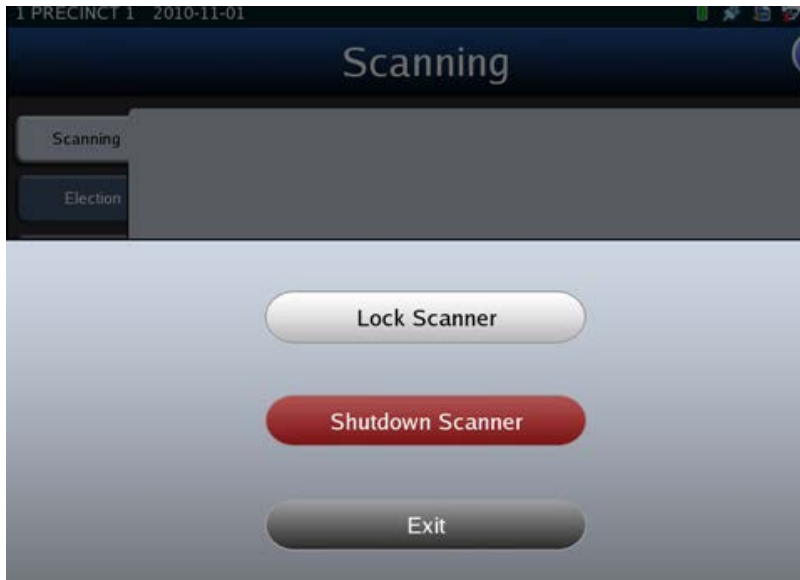 1 PRECINCT 1 2010-11-01
Scanning
Scanning
Election
Lock Scanner
Shutdown Scanner
Exit